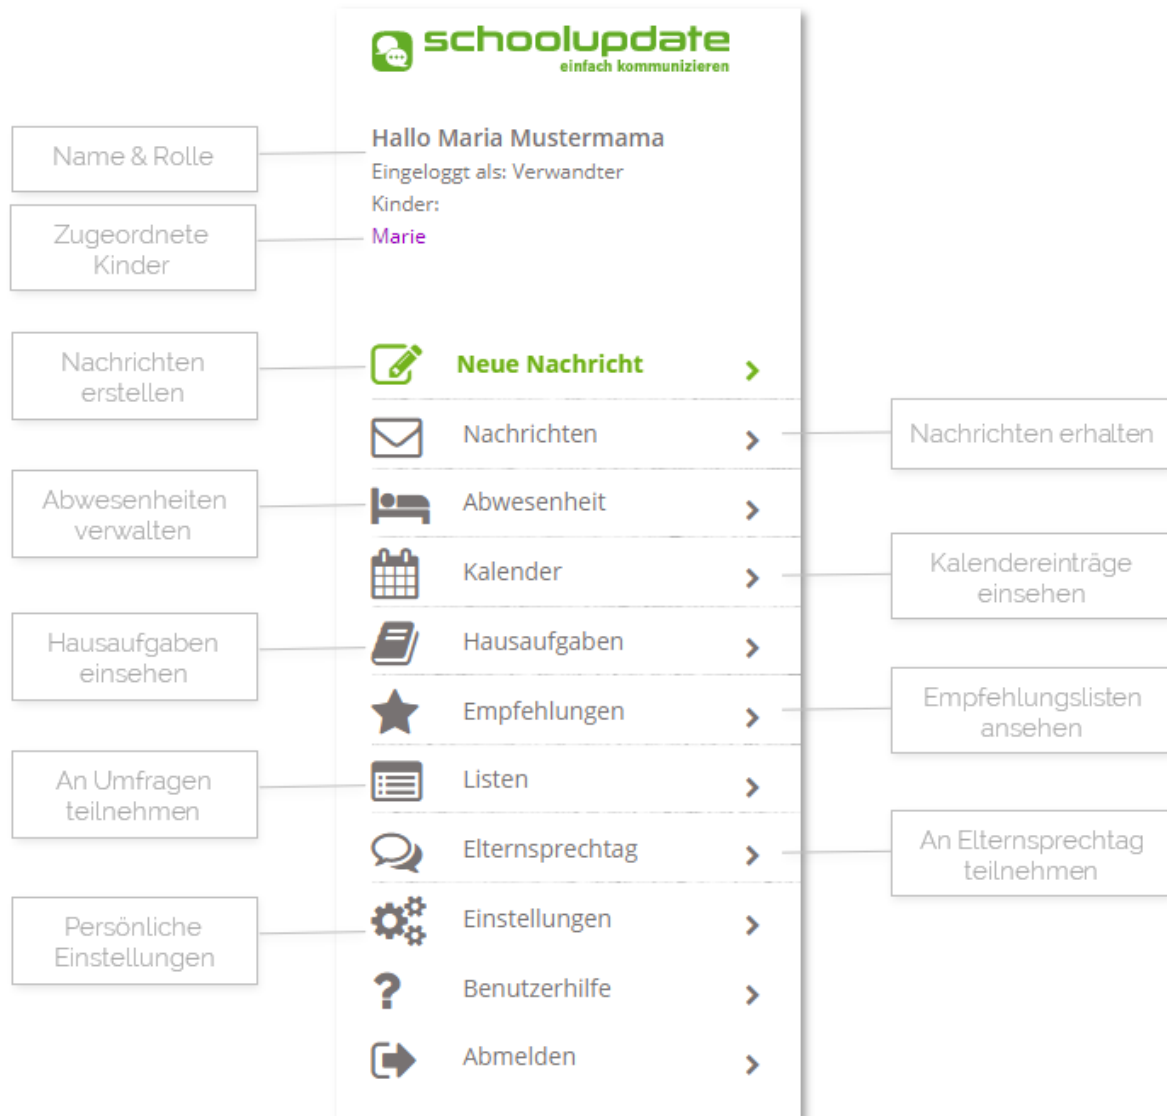 schoolupdate
einfach kommunizieren
Name & Rolle
Hallo Maria Mustermama
Eingeloggt als: Verwandter
Kinder:
Zugeordnete
Kinder
Marie
Nachrichten
erstellen
Neue Nachricht
Nachrichten
Nachrichten erhalten
Abwesenheiten
verwalten
Abwesenheit
Kalender
Kalendereinträge
einsehen
Hausaufgaben
einsehen
Hausaufgaben
Empfehlungen
Empfehlungslisten
ansehen
An Umfragen
teilnehmen
Listen
Elternsprechtag
An Elternsprechtag
teilnehmen
Persönliche
Einstellungen
Einstellungen
Benutzerhilfe
Abmelden